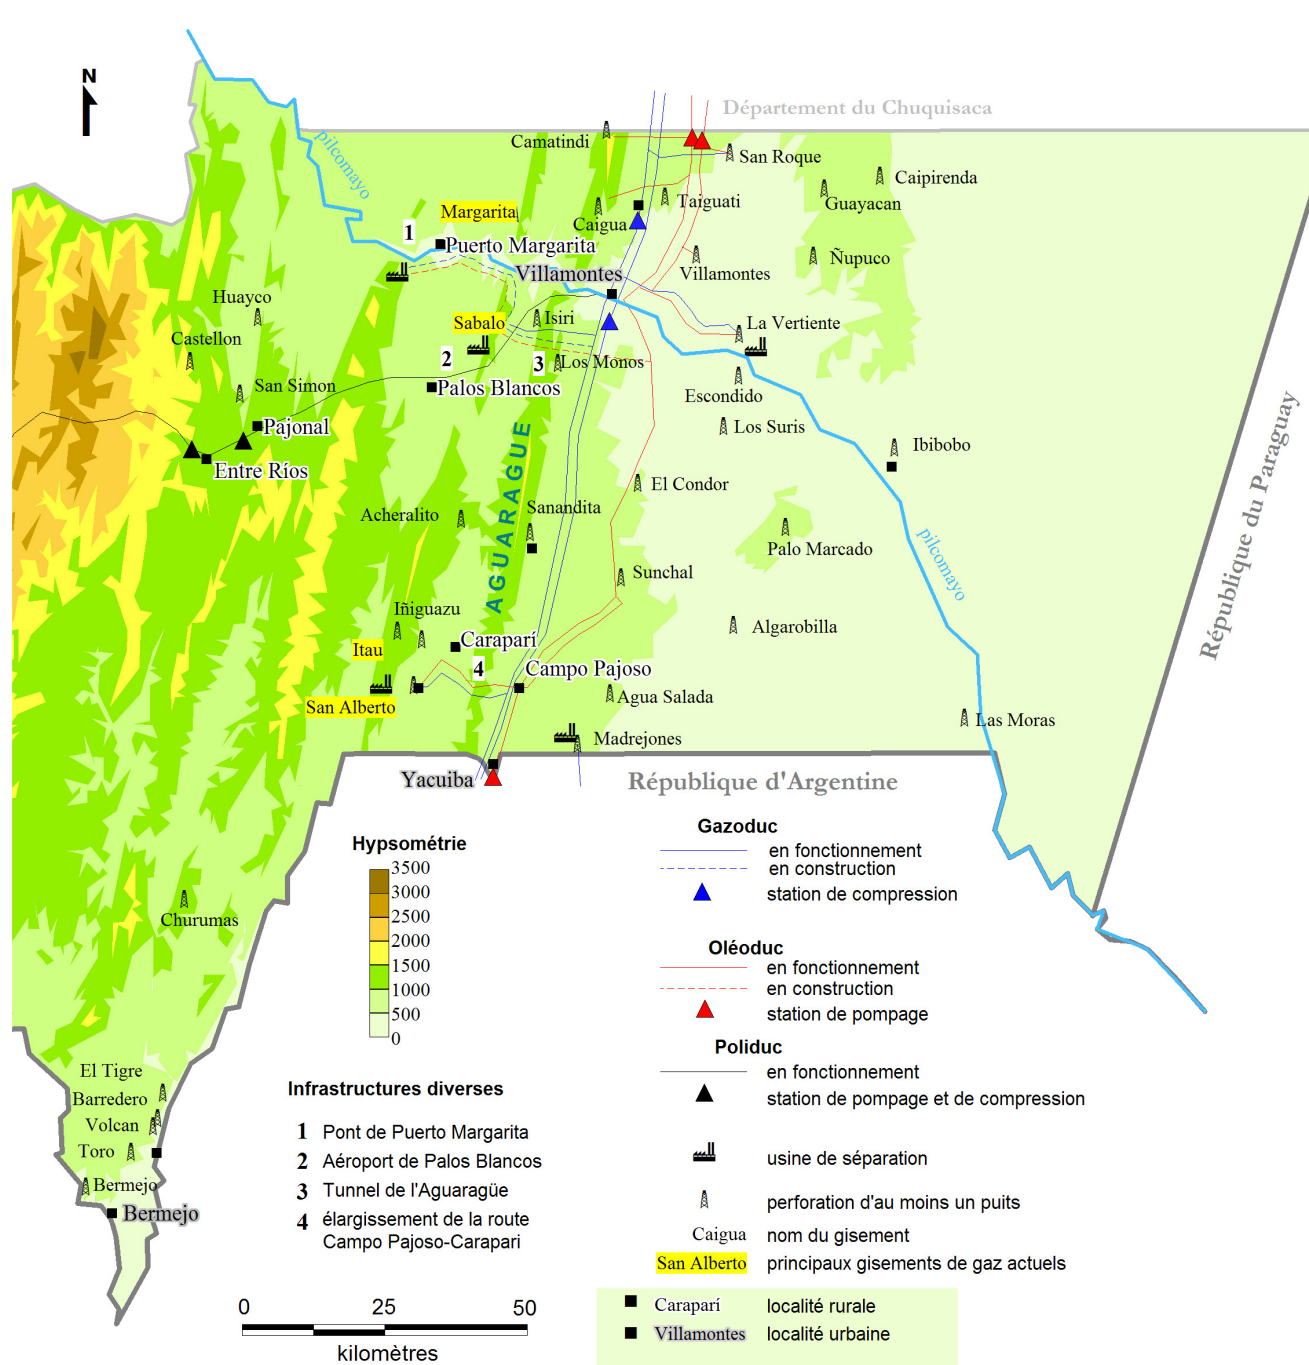 N
Département du Chuquisaca
pilcomayo
Camatindi
San Roque
Caipirenda
Guayacan
Taiguati
Margarita
Caigua
1
Puerto Margarita
Villamontes
Villamontes
Ñupuco
Huayco
Isiri
Sabalo
La Vertiente
Castellon
2
3
Los Monos
San Simon
Palos Blancos
Escondido
Pajonal
Los Suris
Ibibobo
Entre Ríos
AGUARAGUE
El Condor
Sanandita
Acheralito
Palo Marcado
pilcomayo
République du Paraguay
Sunchal
Iñiguazu
Algarobilla
Caraparí
Itau
4
Campo Pajoso
San Alberto
Agua Salada
Las Moras
Madrejones
Yacuiba
République d'Argentine
Churumas
El Tigre
Barredero
Volcan
Toro
Bermejo
Bermejo
Hypsométrie
3500
3000
2500
2000
1500
1000
500
0
Infrastructures diverses
1 Pont de Puerto Margarita
2 Aéroport de Palos Blancos
3 Tunnel de l'Aguaragüe
4 élargissement de la route
Campo Pajoso-Carapari
0 25 50
kilomètres
Gazoduc
en fonctionnement
en construction
station de compression
Oléoduc
en fonctionnement
en construction
station de pompage
Poliduc
en fonctionnement
station de pompage et de compression
usine de séparation
perforation d'au moins un puits
Caigua nom du gisement
San Alberto principaux gisements de gaz actuels
Caraparí localité rurale
Villamontes localité urbaine